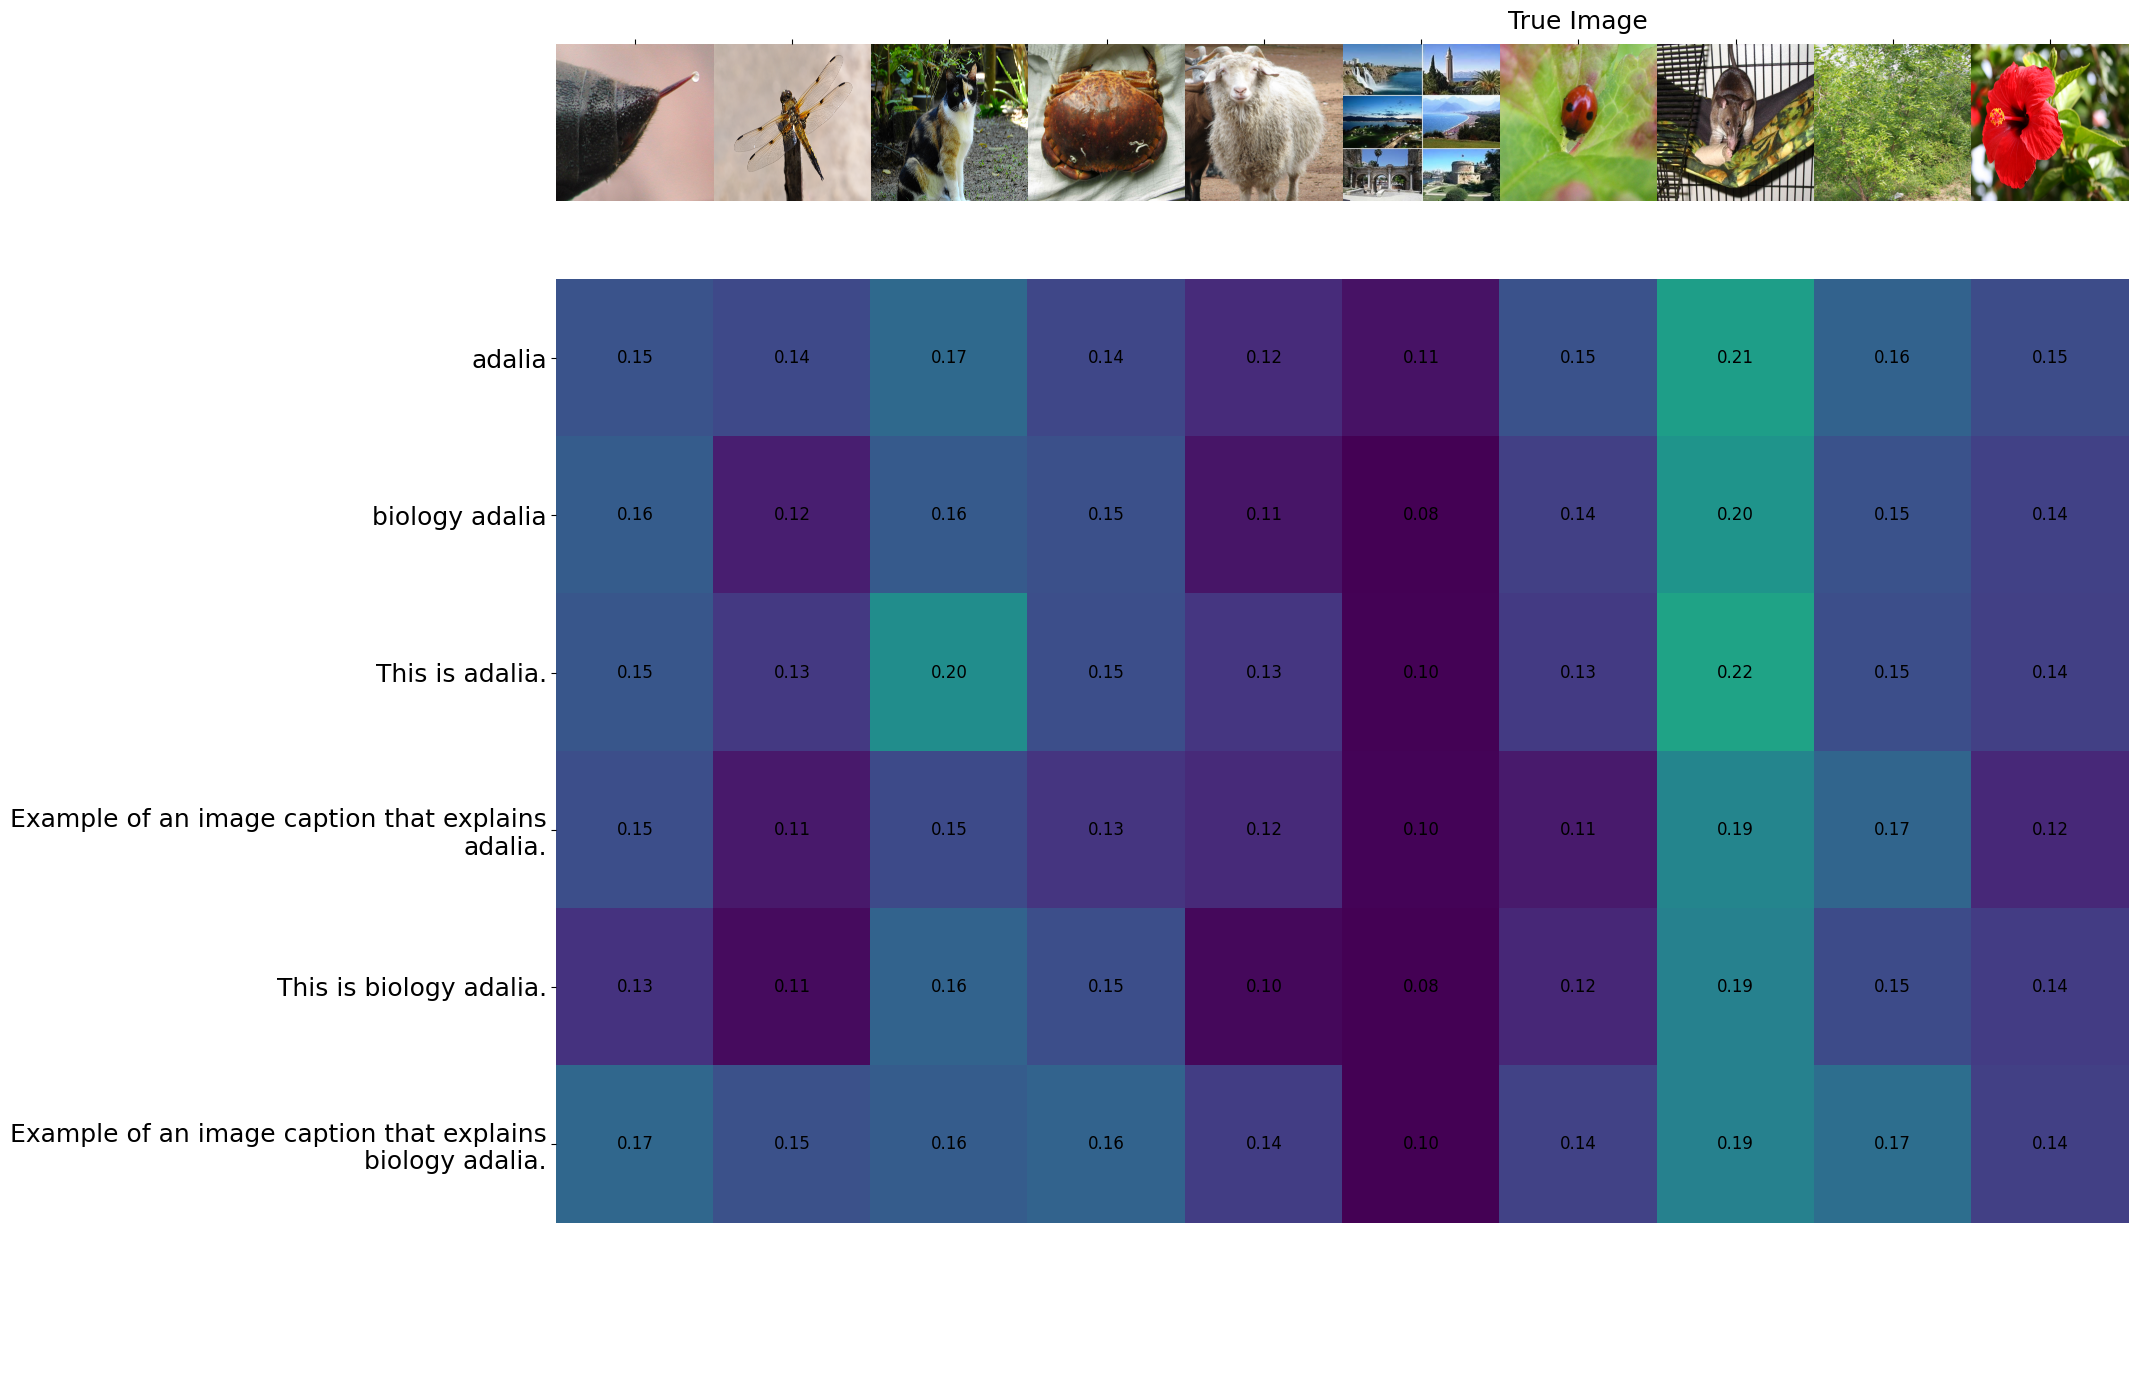 True Image
adalia
0.15 0.14 0.17 0.14 0.12 0.11 0.15 0.21 0.16 0.15
biology adalia
0.16 0.12 0.16 0.15 0.11 0.08 0.14 0.20 0.15 0.14
This is adalia.
0.15 0.13 0.20 0.15 0.13 0.10 0.13 0.22 0.15 0.14
Example of an image caption that explains
adalia.
0.15 0.11 0.15 0.13 0.12 0.10 0.11 0.19 0.17 0.12
This is biology adalia.
0.13 0.11 0.16 0.15 0.10 0.08 0.12 0.19 0.15 0.14
Example of an image caption that explains
biology adalia.
0.17 0.15 0.16 0.16 0.14 0.10 0.14 0.19 0.17 0.14